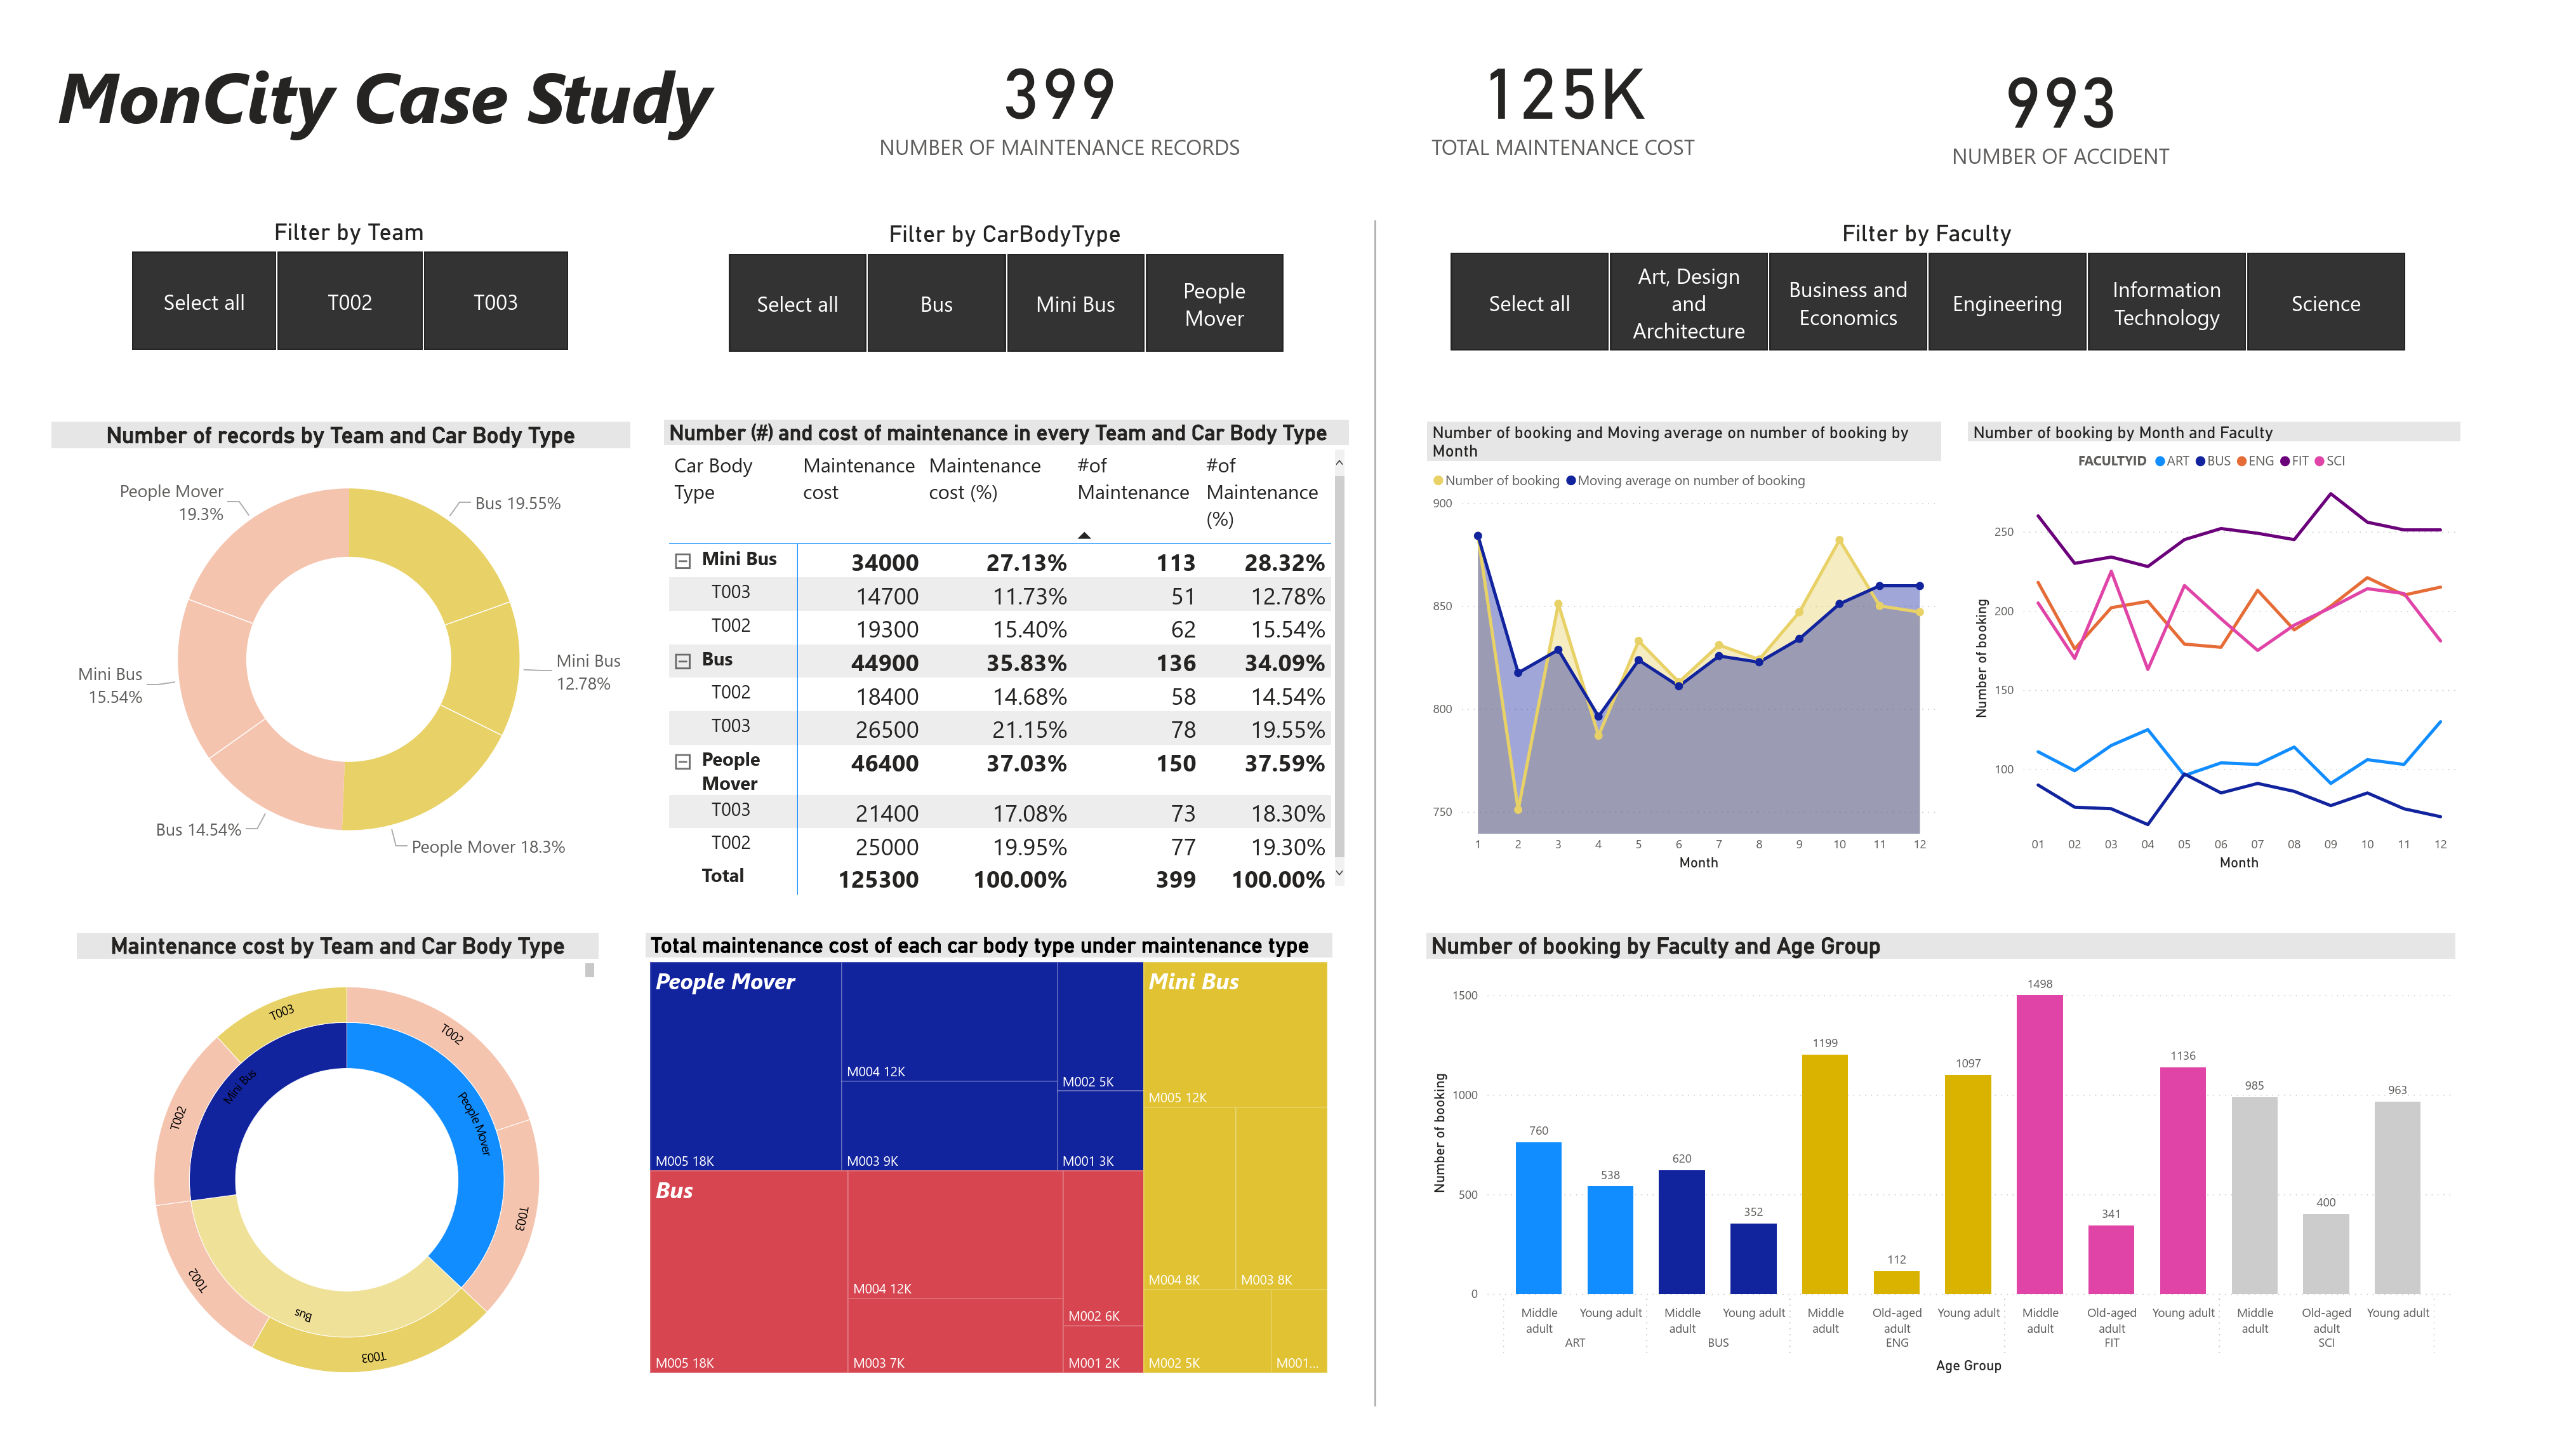 MonCity Case Study
399
NUMBER OF MAINTENANCE RECORDS
125K
TOTAL MAINTENANCE COST
993
NUMBER OF ACCIDENT
Filter by Team
Select all
T002
T003
Filter by CarBodyType
Select all
Bus
Mini Bus
People
Mover
Filter by Faculty
Select all
Art, Design
and
Architecture
Business and
Economics
Engineering
Information
Technology
Science
Number of records by Team and Car Body Type
People Mover
19.3%
Bus 19.55%
Mini Bus
15.54%
Mini Bus
12.78%
Bus 14.54%
People Mover 18.3%
Number (#) and cost of maintenance in every Team and Car Body Type
Car Body
Type
Maintenance
cost
Maintenance
cost (%)
#of
Maintenance
#of
Maintenance
(%)
Mini Bus 34000 27.13% 113 28.32%
T003 14700 11.73% 51 12.78%
T002 19300 15.40% 62 15.54%
Bus 44900 35.83% 136 34.09%
T002 18400 14.68% 58 14.54%
T003 26500 21.15% 78 19.55%
People
Mover 46400 37.03% 150 37.59%
T003 21400 17.08% 73 18.30%
T002 25000 19.95% 77 19.30%
Total 125300 100.00% 399 100.00%
Number of booking and Moving average on number of booking by
Month
Number of booking Moving average on number of booking
900
850
800
750
1 2 3 4 5 6 7 8 9 10 11 12
Month
Number of booking by Month and Faculty
FACULTYID ART BUS ENG FIT SCI
Number of booking
250
200
150
100
01 02 03 04 05 06 07 08 09 10 11 12
Month
Maintenance cost by Team and Car Body Type
T003
T002
Mini Bus
People Mover
T002
T003
T002
Bus
T003
Total maintenance cost of each car body type under maintenance type
People Mover
M005 18K
M004 12K
M003 9K
M002 5K
M001 3K
Bus
M005 18K
M004 12K
M003 7K
M002 6K
M001 2K
Mini Bus
M005 12K
M004 8K
M003 8K
M002 5K
M001...
Number of booking by Faculty and Age Group
Number of booking
1500
1000
500
0
760
538
620
352
1199
112
1097
1498
341
1136
985
400
963
Middle
adult
Young adult
Middle
adult
Young adult
Middle
adult
Old-aged
adult
Young adult
Middle
adult
Old-aged
adult
Young adult
Middle
adult
Old-aged
adult
Young adult
ART BUS ENG FIT SCI
Age Group